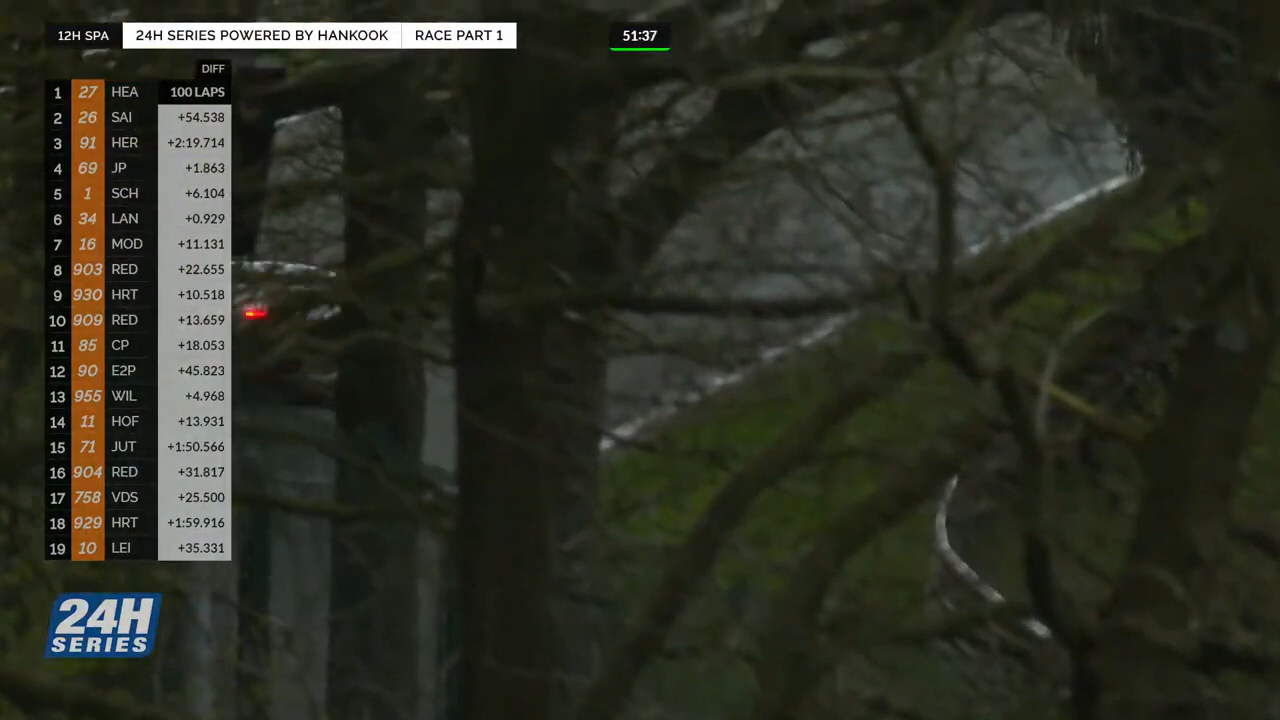 12H SPA 24H SERIES POWERED BY HANKOOK RACE PART 1 51:37
DIFF
1 27 HEA 100 LAPS
2 26 SAI +54.538
3 91 HER +2:19.714
4 69 JP +1.863
5 1 SCH +6.104
6 34 LAN +0.929
7 16 MOD +11.131
8 903 RED +22.655
9 930 HRT +10.518
10 909 RED +13.659
11 85 CP +18.053
12 90 E2P +45.823
13 955 WIL +4.968
14 11 HOF +13.931
15 71 JUT +1:50.566
16 904 RED +31.817
17 758 VDS +25.500
18 929 HRT +1:59.916
19 10 LEI +35.331
24H
SERIES